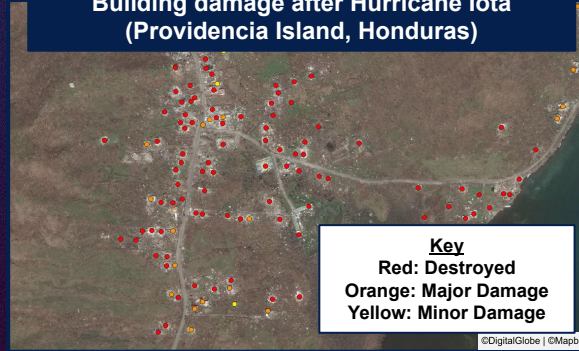 Building damage after Hurricane Iota
(Providencia Island, Honduras)
Key
Red: Destroyed
Orange: Major Damage
Yellow: Minor Damage
©DigitalGlobe | ©Mapb